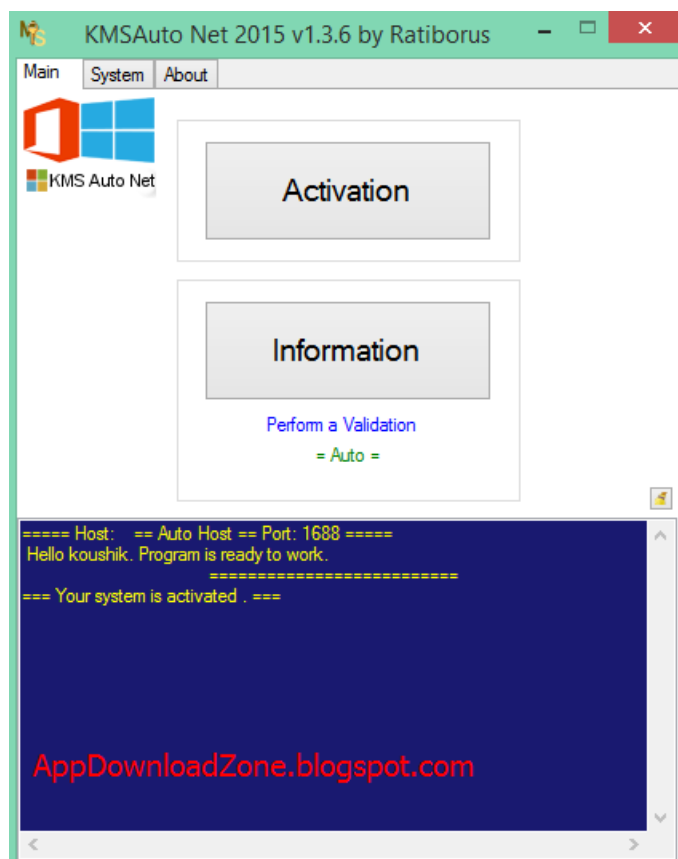 KMSAuto Net 2015 v1.3.6 by Ratiborus
Main System About
KMS Auto Net
Activation
Information
Perform a Validation
= Auto =
===== Host: == Auto Host == Port: 1688 =====
Hello koushik. Program is ready to work.
==========================
=== Your system is activated . ===
AppDownloadZone.blogspot.com